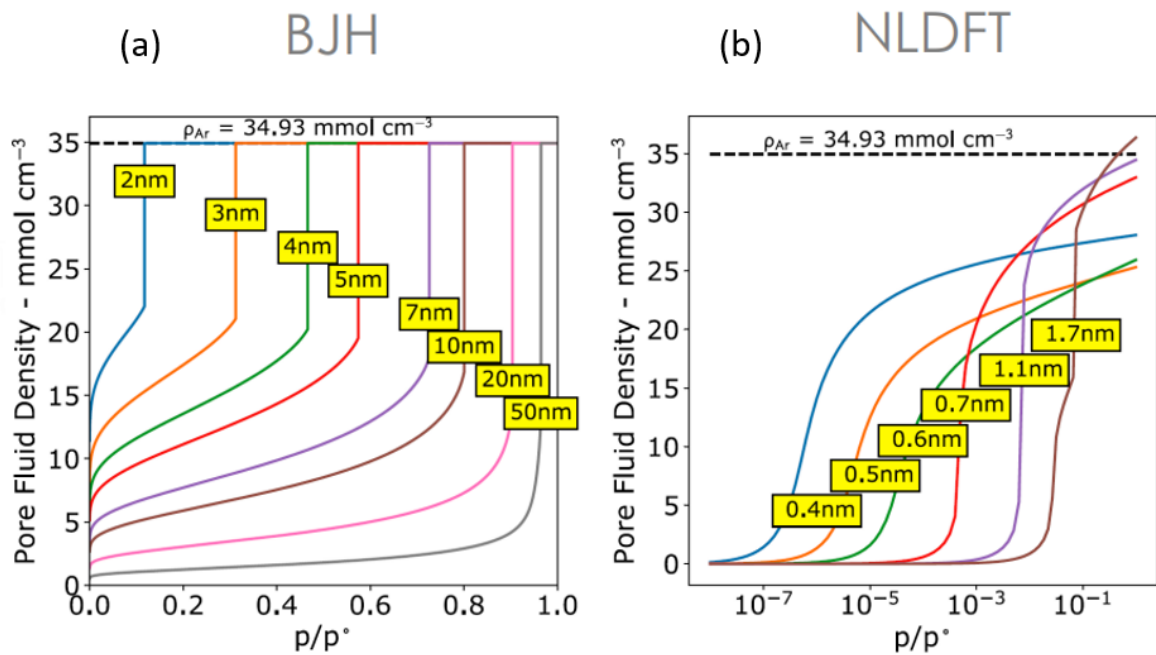 (a)
BJH
ρAr = 34.93 mmol cm⁻³
35
30
25
20
15
10
5
0
Pore Fluid Density - mmol cm⁻³
2nm
3nm
4nm
5nm
7nm
10nm
20nm
50nm
0.0 0.2 0.4 0.6 0.8 1.0
p/p°
(b)
NLDFT
ρAr = 34.93 mmol cm⁻³
35
30
25
20
15
10
5
0
Pore Fluid Density - mmol cm⁻³
1.7nm
1.1nm
0.7nm
0.6nm
0.5nm
0.4nm
10⁻⁷ 10⁻⁵ 10⁻³ 10⁻¹
p/p°